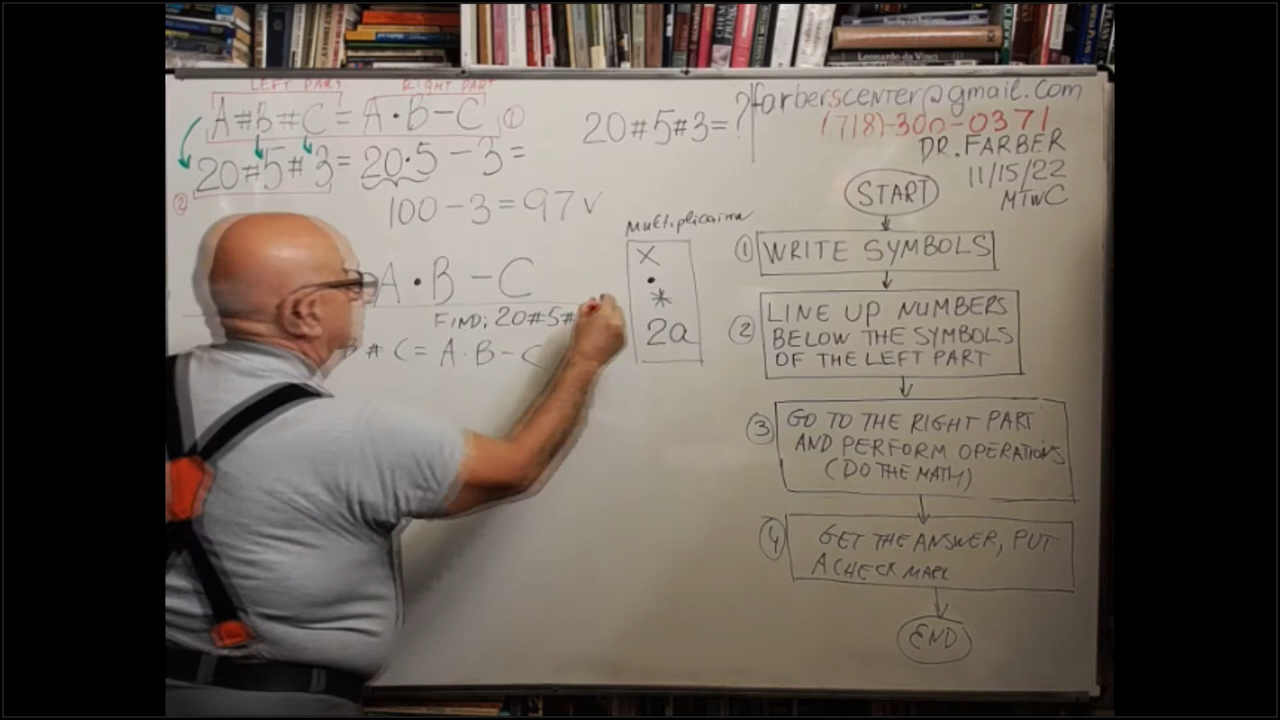 LEFT PART RIGHT PART
A#B#C = A·B-C ①
20#5#3= 20·5 - 3=
②
100-3=97 √
A·B-C
FIND: 20#5#
# C= A·B-C
20#5#3=?
Multiplication
X
•
*
2a
farberscenter@gmail.com
(718)-300-0371
DR.FARBER
11/15/22
MTWC
START
① WRITE SYMBOLS
② LINE UP NUMBERS
BELOW THE SYMBOLS
OF THE LEFT PART
③ GO TO THE RIGHT PART
AND PERFORM OPERATIONS
(DO THE MATH)
④ GET THE ANSWER, PUT
A CHECK MARK
END
Leonardo da Vinci